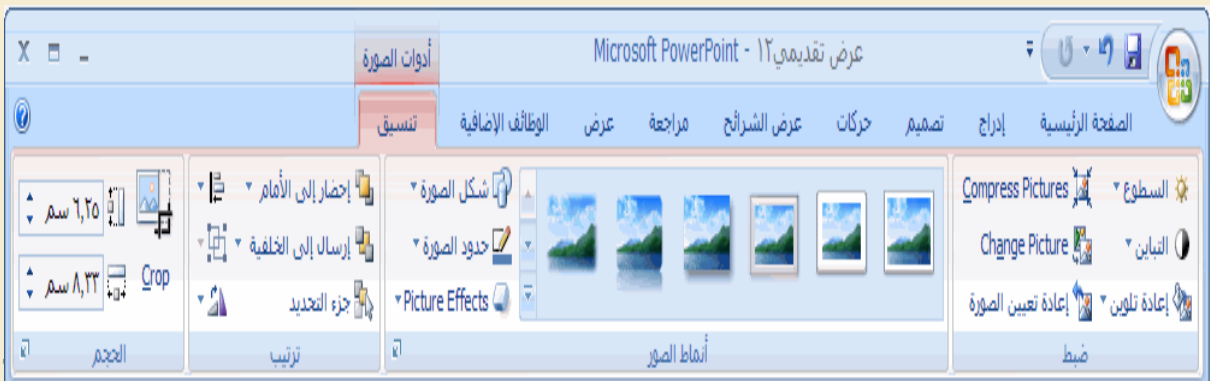 عرض تقديمي١٢ - Microsoft PowerPoint
أدوات الصورة
الصفحة الرئيسية
إدراج
تصميم
حركات
عرض الشرائح
مراجعة
عرض
الوظائف الإضافية
تنسيق
السطوع
التباين
إعادة تلوين
Compress Pictures
Change Picture
إعادة تعيين الصورة
ضبط
شكل الصورة
حدود الصورة
Picture Effects
أنماط الصور
إحضار إلى الأمام
إرسال إلى الخلفية
جزء التحديد
ترتيب
Crop
٦,٢٥ سم
٨,٣٣ سم
الحجم